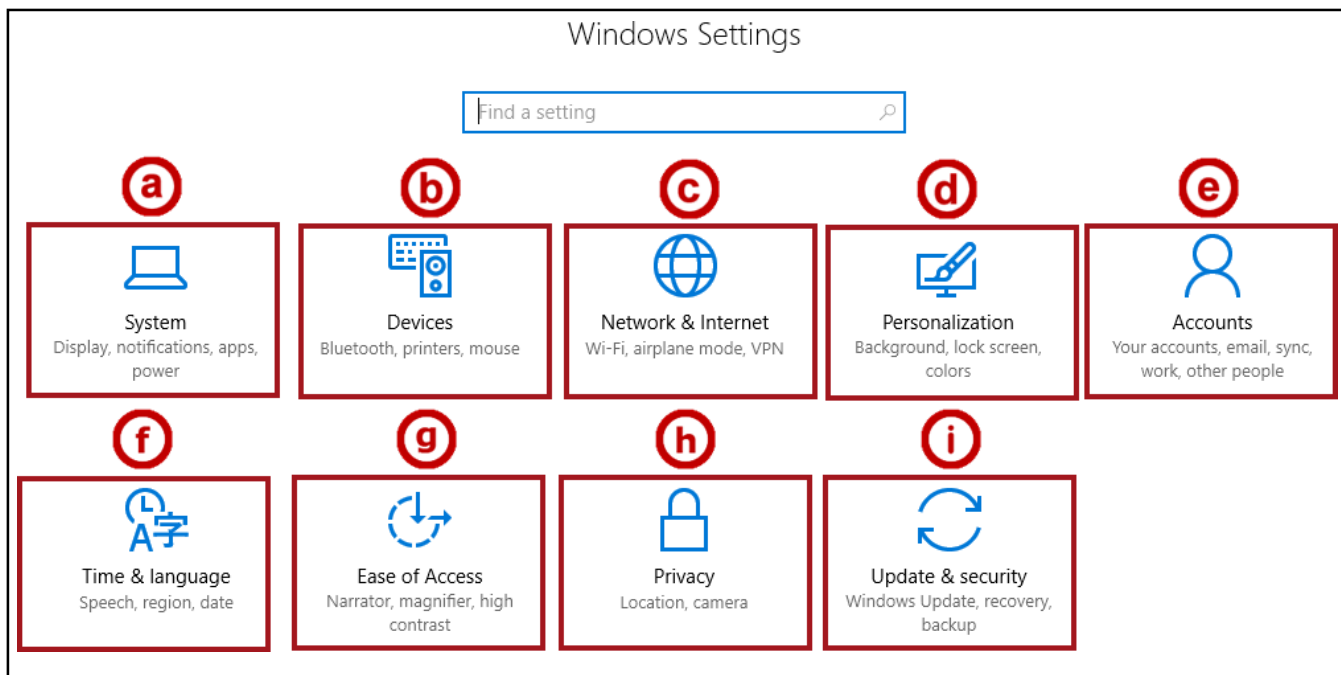 Windows Settings
Find a setting
a
b
c
d
e
System
Display, notifications, apps,
power
Devices
Bluetooth, printers, mouse
Network & Internet
Wi-Fi, airplane mode, VPN
Personalization
Background, lock screen,
colors
Accounts
Your accounts, email, sync,
work, other people
f
g
h
i
A字
Time & language
Speech, region, date
Ease of Access
Narrator, magnifier, high
contrast
Privacy
Location, camera
Update & security
Windows Update, recovery,
backup